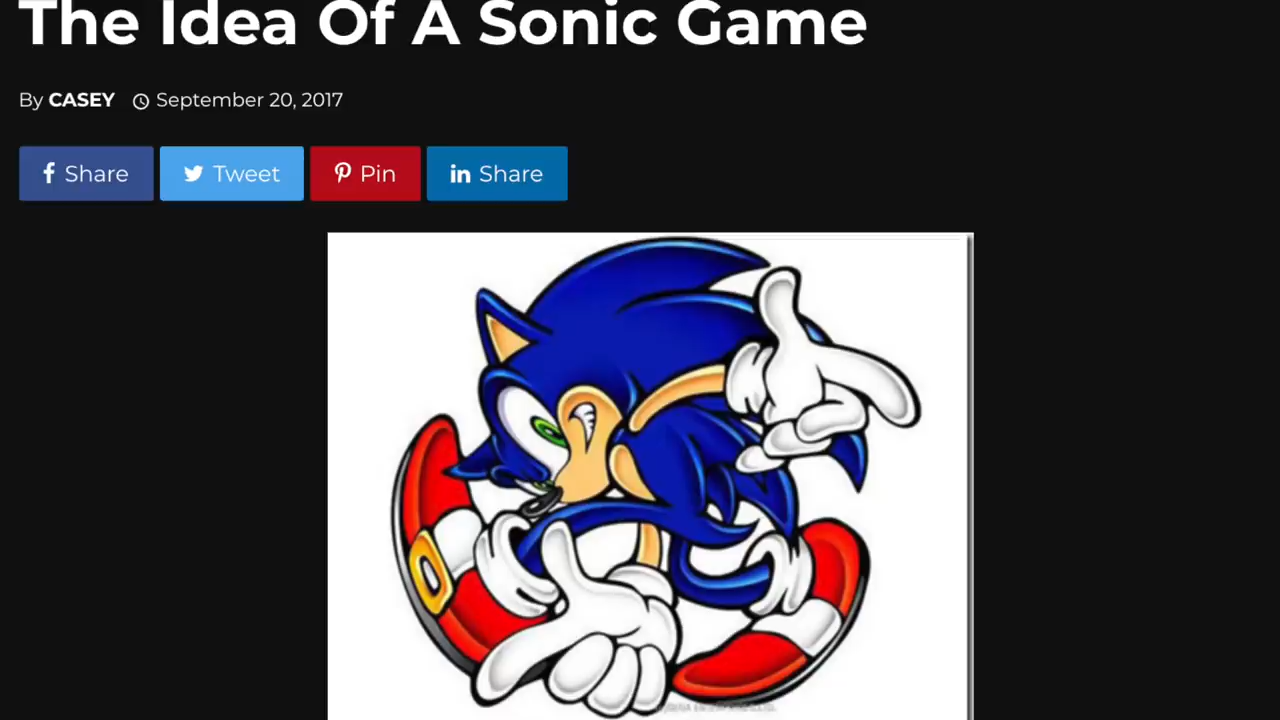 The Idea Of A Sonic Game
By CASEY September 20, 2017
Share Tweet Pin Share